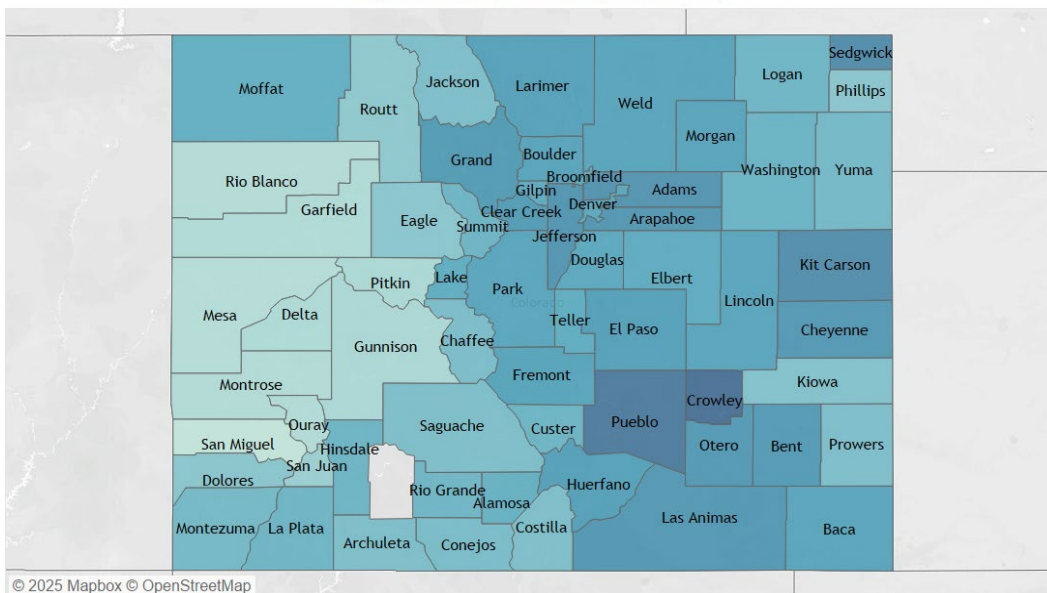 Sedgwick
Logan
Jackson
Larimer
Moffat
Phillips
Weld
Routt
Morgan
Boulder
Grand
Washington
Yuma
Broomfield
Rio Blanco
Gilpin
Adams
Denver
Garfield
Clear Creek
Eagle
Arapahoe
Summit
Jefferson
Douglas
Kit Carson
Pitkin
Lake
Elbert
Park
Lincoln
Colorado
Mesa
Delta
Teller
El Paso
Cheyenne
Chaffee
Gunnison
Fremont
Kiowa
Montrose
Crowley
Pueblo
Ouray
Saguache
Custer
San Miguel
Otero
Bent
Prowers
Hinsdale
San Juan
Dolores
Huerfano
Rio Grande
Alamosa
Las Animas
Montezuma
La Plata
Costilla
Baca
Archuleta
Conejos
© 2025 Mapbox © OpenStreetMap